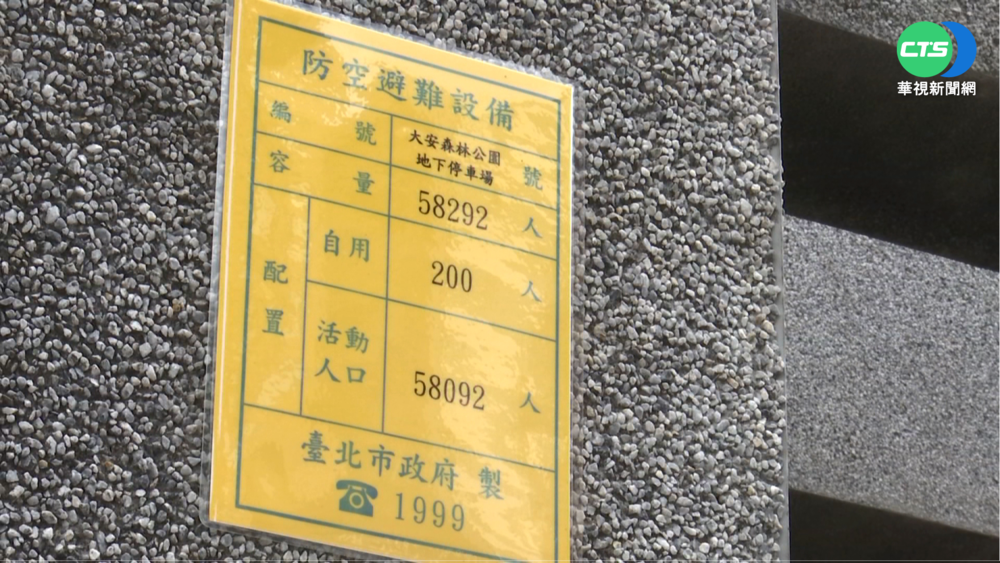 CTS
華視新聞網
防空避難設備
編號 大安森林公園 號
地下停車場
容量 58292 人
配置 自用 200 人
活動人口 58092 人
臺北市政府 製
☎ 1999